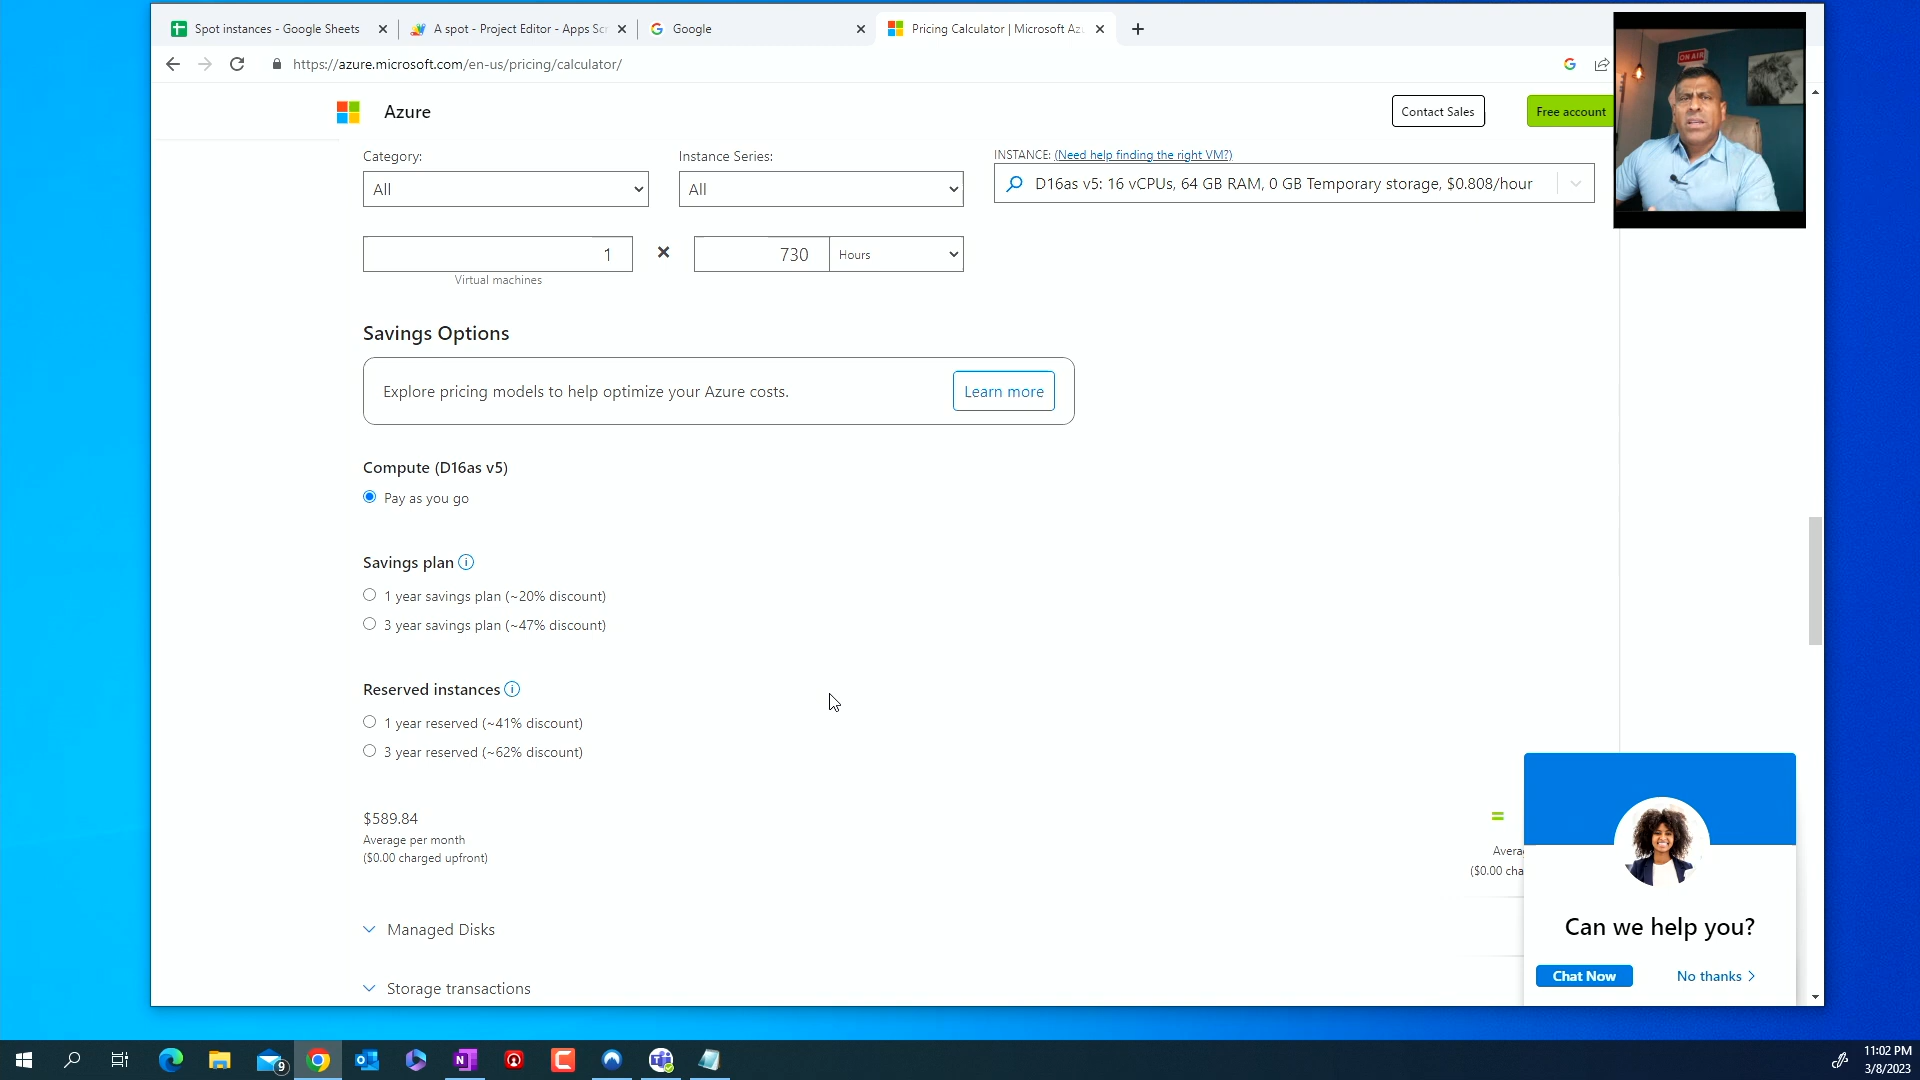 Spot instances - Google Sheets
A spot - Project Editor - Apps Scr
Google
Pricing Calculator | Microsoft Azu
https://azure.microsoft.com/en-us/pricing/calculator/
ON AIR
Azure
Contact Sales
Free account
Category:
Instance Series:
INSTANCE: (Need help finding the right VM?)
All
All
D16as v5: 16 vCPUs, 64 GB RAM, 0 GB Temporary storage, $0.808/hour
1
×
730
Hours
Virtual machines
Savings Options
Explore pricing models to help optimize your Azure costs.
Learn more
Compute (D16as v5)
Pay as you go
Savings plan
1 year savings plan (~20% discount)
3 year savings plan (~47% discount)
Reserved instances
1 year reserved (~41% discount)
3 year reserved (~62% discount)
$589.84
=
Average per month
($0.00 charged upfront)
Avera
($0.00 cha
Managed Disks
Storage transactions
Can we help you?
Chat Now
No thanks
9
11:02 PM
3/8/2023